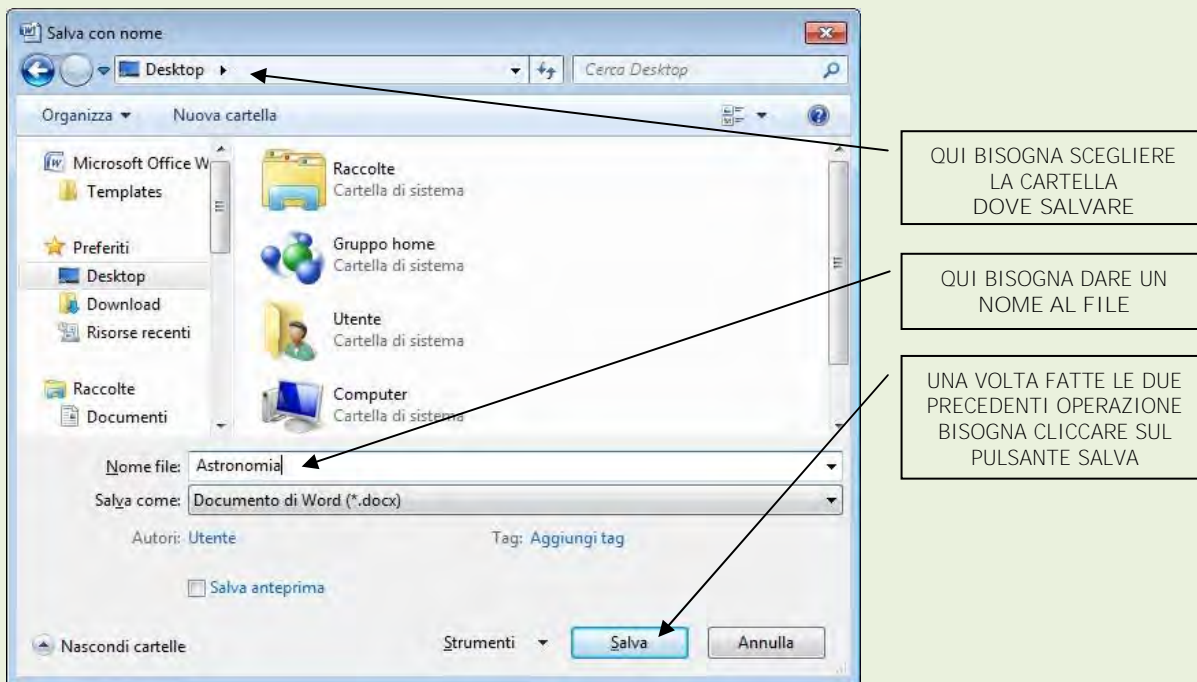 Salva con nome
Desktop
Cerca Desktop
Organizza
Nuova cartella
Microsoft Office W
Templates
Preferiti
Desktop
Download
Risorse recenti
Raccolte
Documenti
Raccolte
Cartella di sistema
Gruppo home
Cartella di sistema
Utente
Cartella di sistema
Computer
Cartella di sistema
Nome file: Astronomia
Salva come: Documento di Word (*.docx)
Autori: Utente
Tag: Aggiungi tag
Salva anteprima
Nascondi cartelle
Strumenti
Salva
Annulla
QUI BISOGNA SCEGLIERE
LA CARTELLA
DOVE SALVARE
QUI BISOGNA DARE UN
NOME AL FILE
UNA VOLTA FATTE LE DUE
PRECEDENTI OPERAZIONE
BISOGNA CLICCARE SUL
PULSANTE SALVA